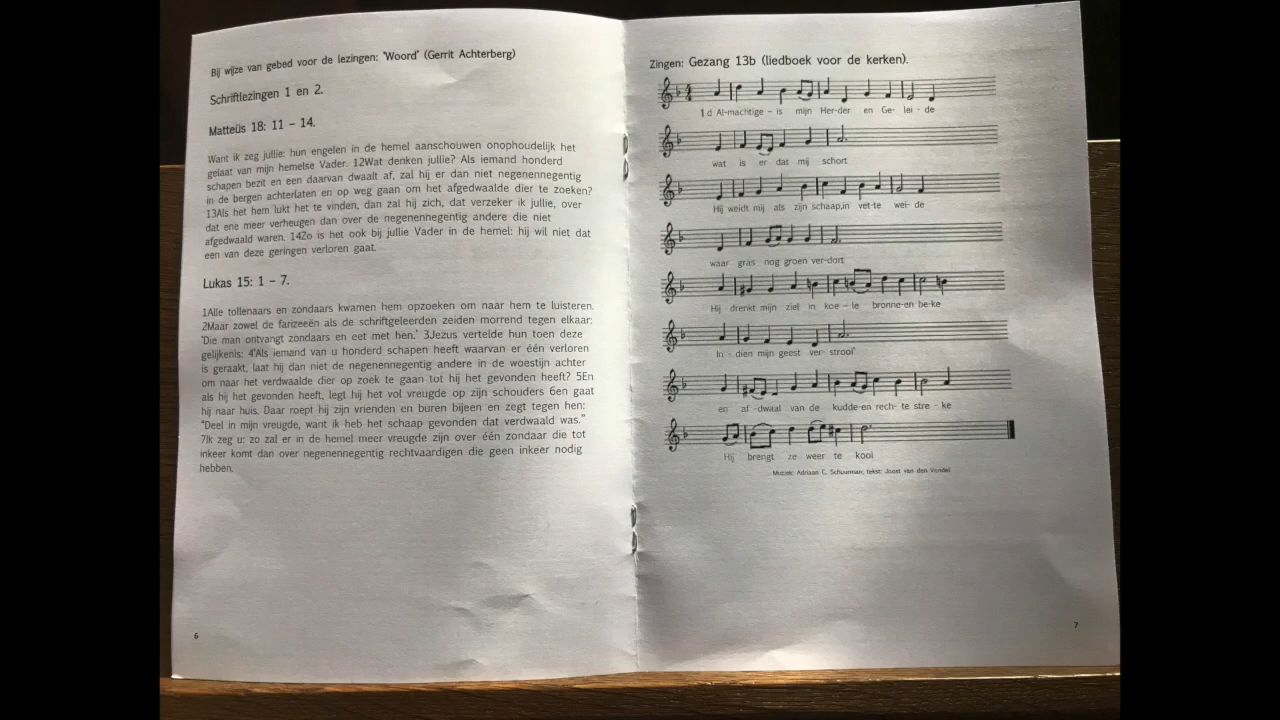 Bij wijze van gebed voor de lezingen: 'Woord' (Gerrit Achterberg)
Schriftlezingen 1 en 2.
Matteüs 18: 11 – 14.
Want ik zeg jullie: hun engelen in de hemel aanschouwen onophoudelijk het
gelaat van mijn hemelse Vader. 12Wat denken jullie? Als iemand honderd
schapen bezit en een daarvan dwaalt af, zal hij er dan niet negenennegentig
in de bergen achterlaten en op weg gaan om het afgedwaalde dier te zoeken?
13Als het hem lukt het te vinden, dan zal hij zich, dat verzeker ik jullie, over
dat ene meer verheugen dan over de negenennegentig andere die niet
afgedwaald waren. 14Zo is het ook bij jullie Vader in de hemel: hij wil niet dat
een van deze geringen verloren gaat.
Lukas 15: 1 – 7.
1Alle tollenaars en zondaars kwamen hem opzoeken om naar hem te luisteren.
2Maar zowel de farizeeën als de schriftgeleerden zeiden morrend tegen elkaar:
'Die man ontvangt zondaars en eet met hen.' 3Jezus vertelde hun toen deze
gelijkenis: 4'Als iemand van u honderd schapen heeft waarvan er één verloren
is geraakt, laat hij dan niet de negenennegentig andere in de woestijn achter
om naar het verdwaalde dier op zoek te gaan tot hij het gevonden heeft? 5En
als hij het gevonden heeft, legt hij het vol vreugde op zijn schouders 6en gaat
hij naar huis. Daar roept hij zijn vrienden en buren bijeen en zegt tegen hen:
"Deel in mijn vreugde, want ik heb het schaap gevonden dat verdwaald was."
7Ik zeg u: zo zal er in de hemel meer vreugde zijn over één zondaar die tot
inkeer komt dan over negenennegentig rechtvaardigen die geen inkeer nodig
hebben.
6
Zingen: Gezang 13b (liedboek voor de kerken).
1 d Al-machtige - is mijn Her-der en Ge- lei - de
wat is er dat mij schort
Hij weidt mij als zijn schaap,in vet-te wei- de
waar gras nog groen ver-dort
Hij drenkt mijn ziel in koe - le bronne-en be-ke
In - dien mijn geest ver- strooi'
en af -dwaal van de kudde-en rech- te stre - ke
Hij brengt ze weer te kooi
Muziek: Adriaan C. Schuurman; tekst: Joost van den Vondel
7